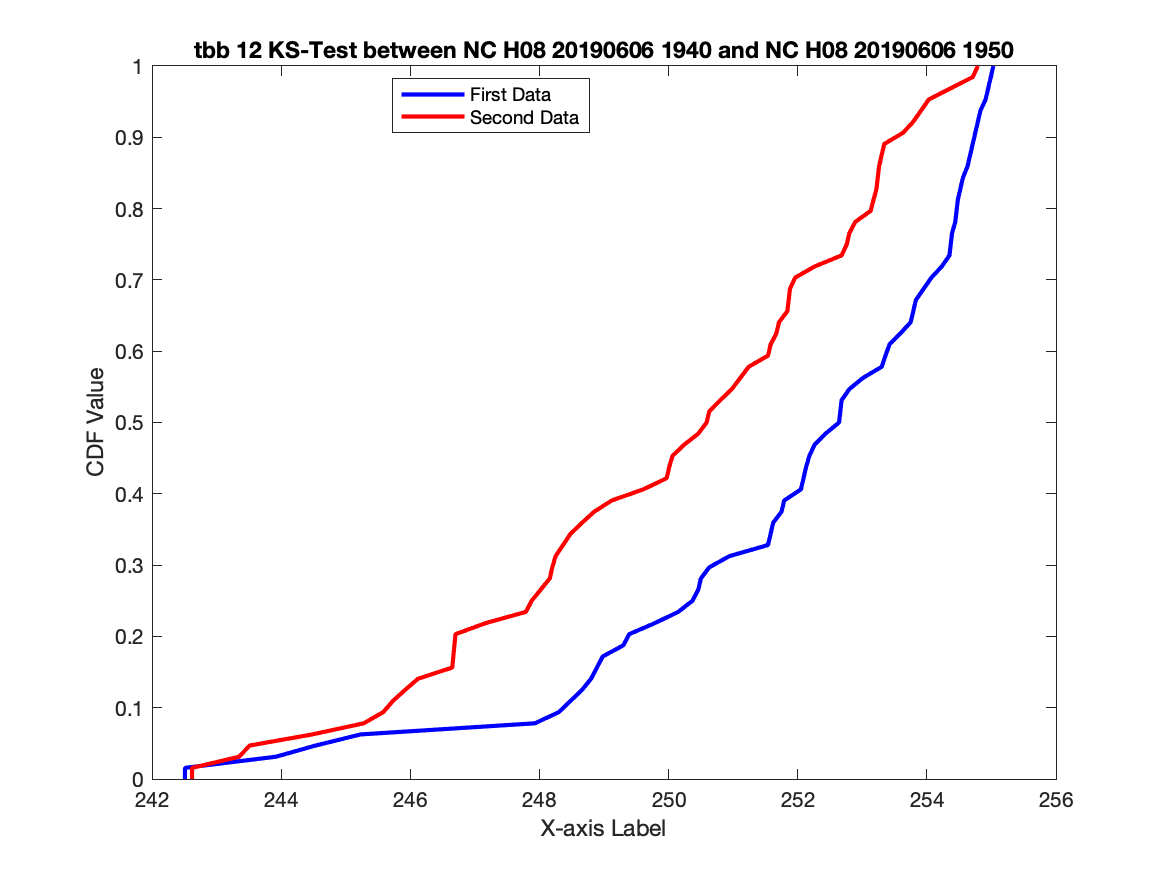 tbb 12 KS-Test between NC H08 20190606 1940 and NC H08 20190606 1950
First Data
Second Data
1
0.9
0.8
0.7
0.6
0.5
0.4
0.3
0.2
0.1
0
CDF Value
242 244 246 248 250 252 254 256
X-axis Label